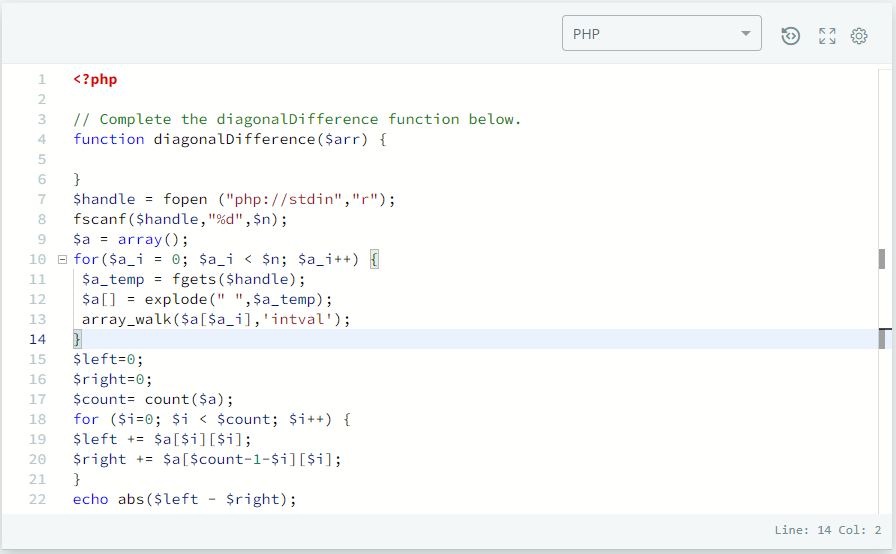 PHP
1 <?php
2
3 // Complete the diagonalDifference function below.
4 function diagonalDifference($arr) {
5
6 }
7 $handle = fopen ("php://stdin","r");
8 fscanf($handle,"%d",$n);
9 $a = array();
10 for($a_i = 0; $a_i < $n; $a_i++) {
11  $a_temp = fgets($handle);
12  $a[] = explode(" ",$a_temp);
13  array_walk($a[$a_i],'intval');
14 }
15 $left=0;
16 $right=0;
17 $count= count($a);
18 for ($i=0; $i < $count; $i++) {
19 $left += $a[$i][$i];
20 $right += $a[$count-1-$i][$i];
21 }
22 echo abs($left - $right);
Line: 14 Col: 2